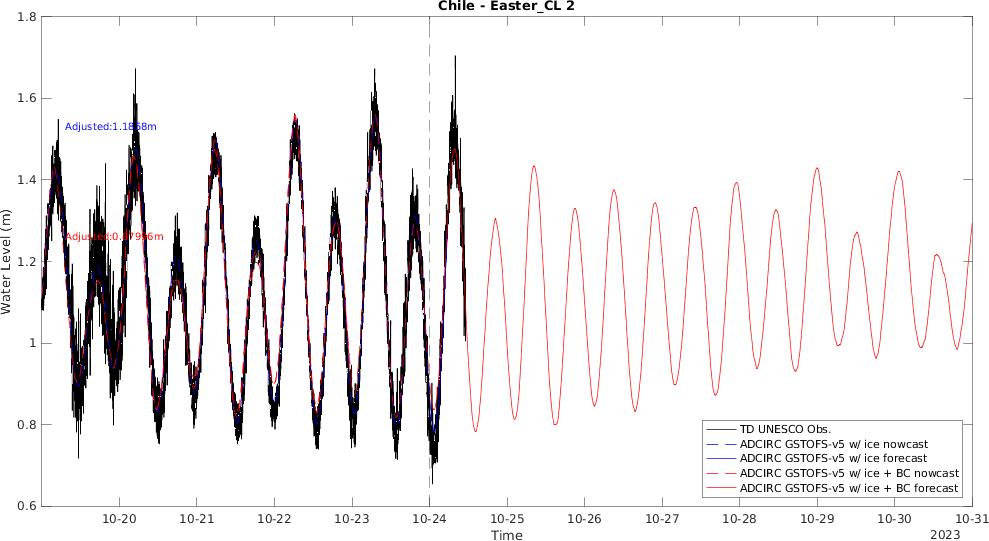 Chile - Easter_CL 2
1.8
1.6
1.4
1.2
1
0.8
0.6
Water Level (m)
Adjusted:1.1868m
TD UNESCO Obs.
ADCIRC GSTOFS-v5 w/ ice nowcast
ADCIRC GSTOFS-v5 w/ ice forecast
ADCIRC GSTOFS-v5 w/ ice + BC nowcast
ADCIRC GSTOFS-v5 w/ ice + BC forecast
10-20
10-21
10-22
10-23
10-24
10-25
10-26
10-27
10-28
10-29
10-30
10-31
Time
2023